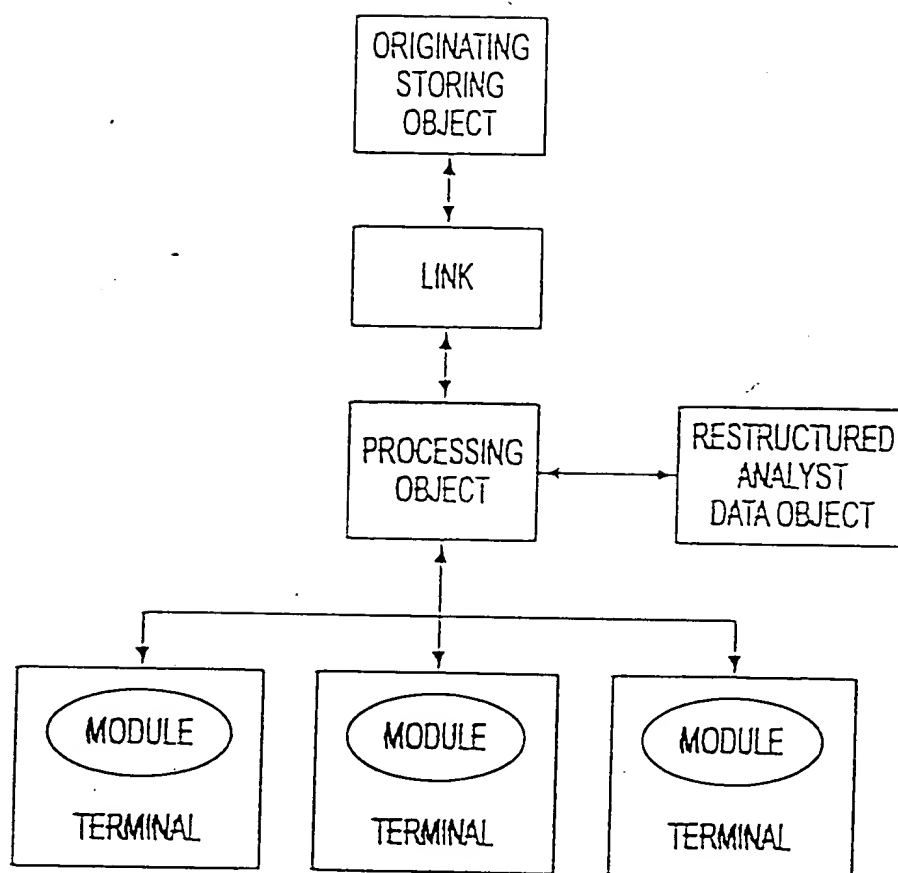 ORIGINATING
STORING
OBJECT
LINK
PROCESSING
OBJECT
RESTRUCTURED
ANALYST
DATA OBJECT
MODULE
TERMINAL
MODULE
TERMINAL
MODULE
TERMINAL